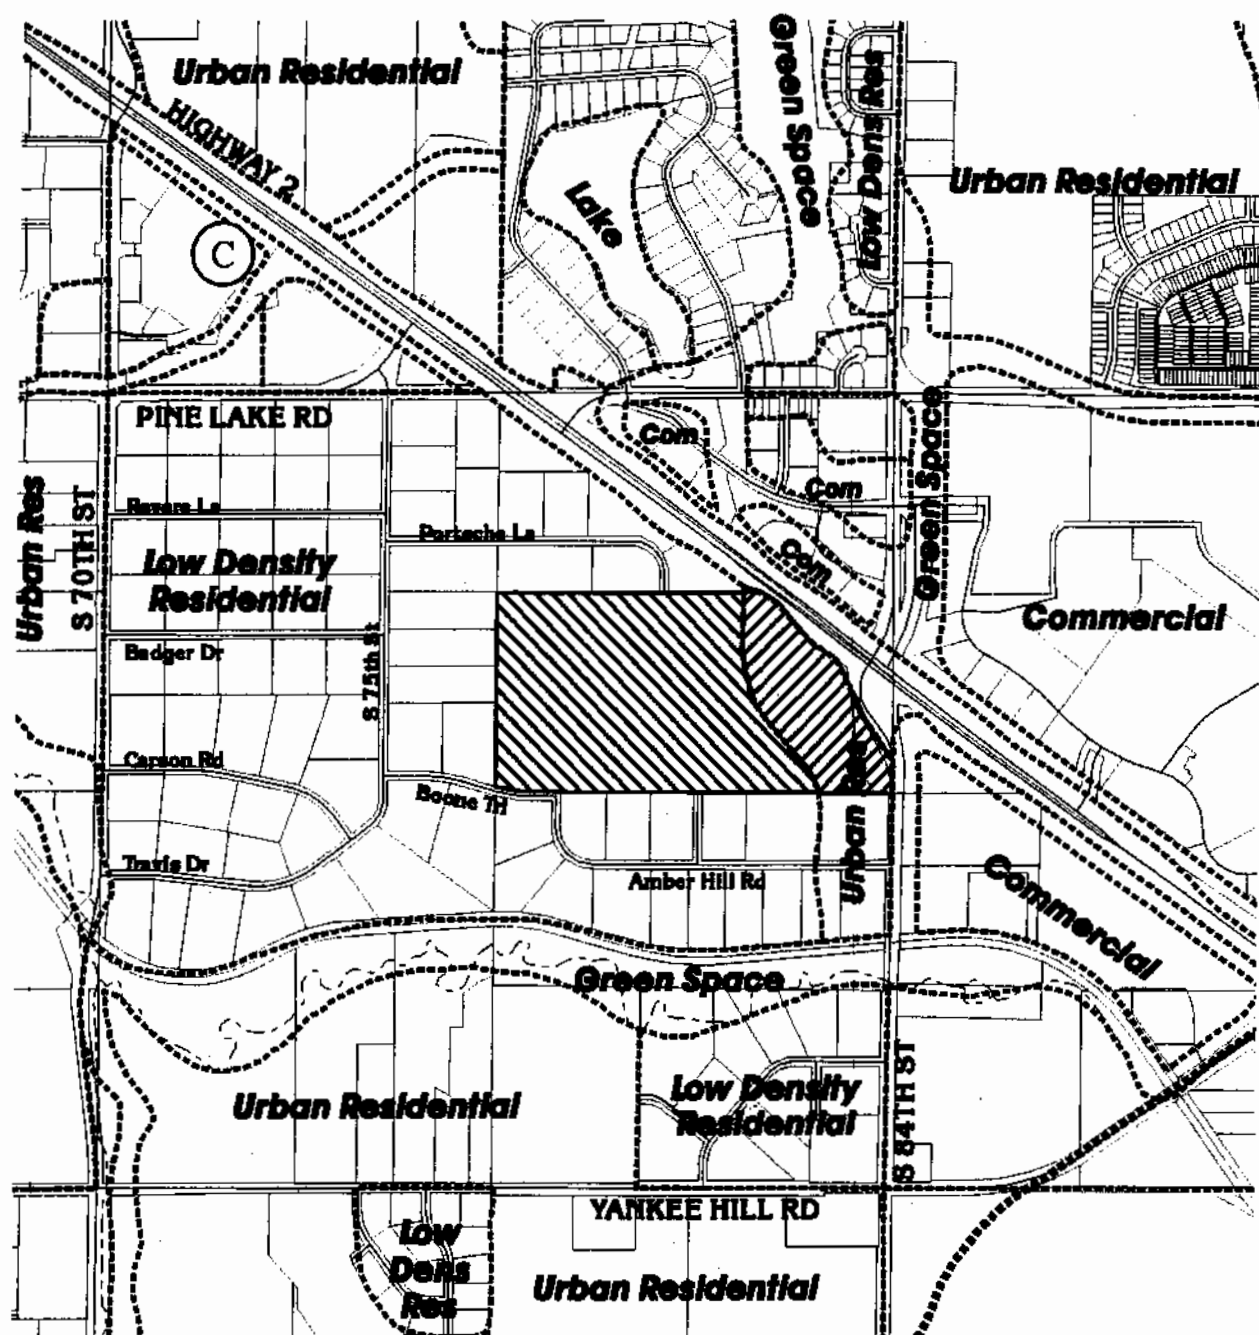 Urban Residential
Green Space
Low Dens Res
HIGHWAY 2
Urban Residential
Lake
C
PINE LAKE RD
Com
Green Space
Urban Res
S 70TH ST
Com
Portsche La
Low Density
Residential
Com
Commercial
Badger Dr
S 75th St
Carson Rd
Boone Trl
Urban Res
Travis Dr
Amber Hill Rd
Commercial
Green Space
Urban Residential
Low Density
Residential
S 84TH ST
YANKEE HILL RD
Low
Dens
Res
Urban Residential